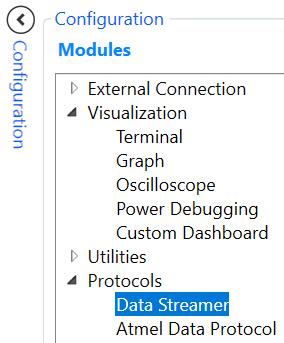 Configuration
Configuration
Modules
External Connection
Visualization
Terminal
Graph
Oscilloscope
Power Debugging
Custom Dashboard
Utilities
Protocols
Data Streamer
Atmel Data Protocol